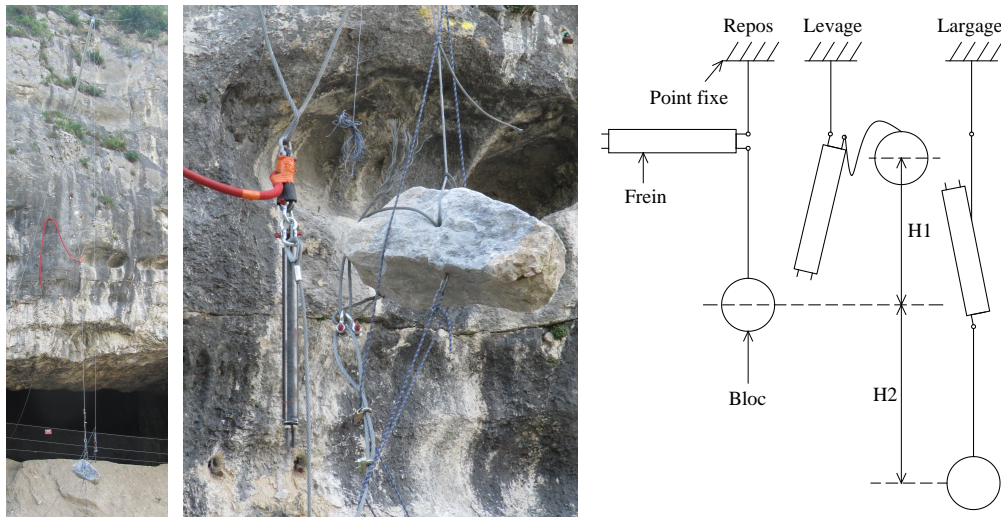 Repos Levage Largage
Point fixe
Frein
H1
Bloc
H2